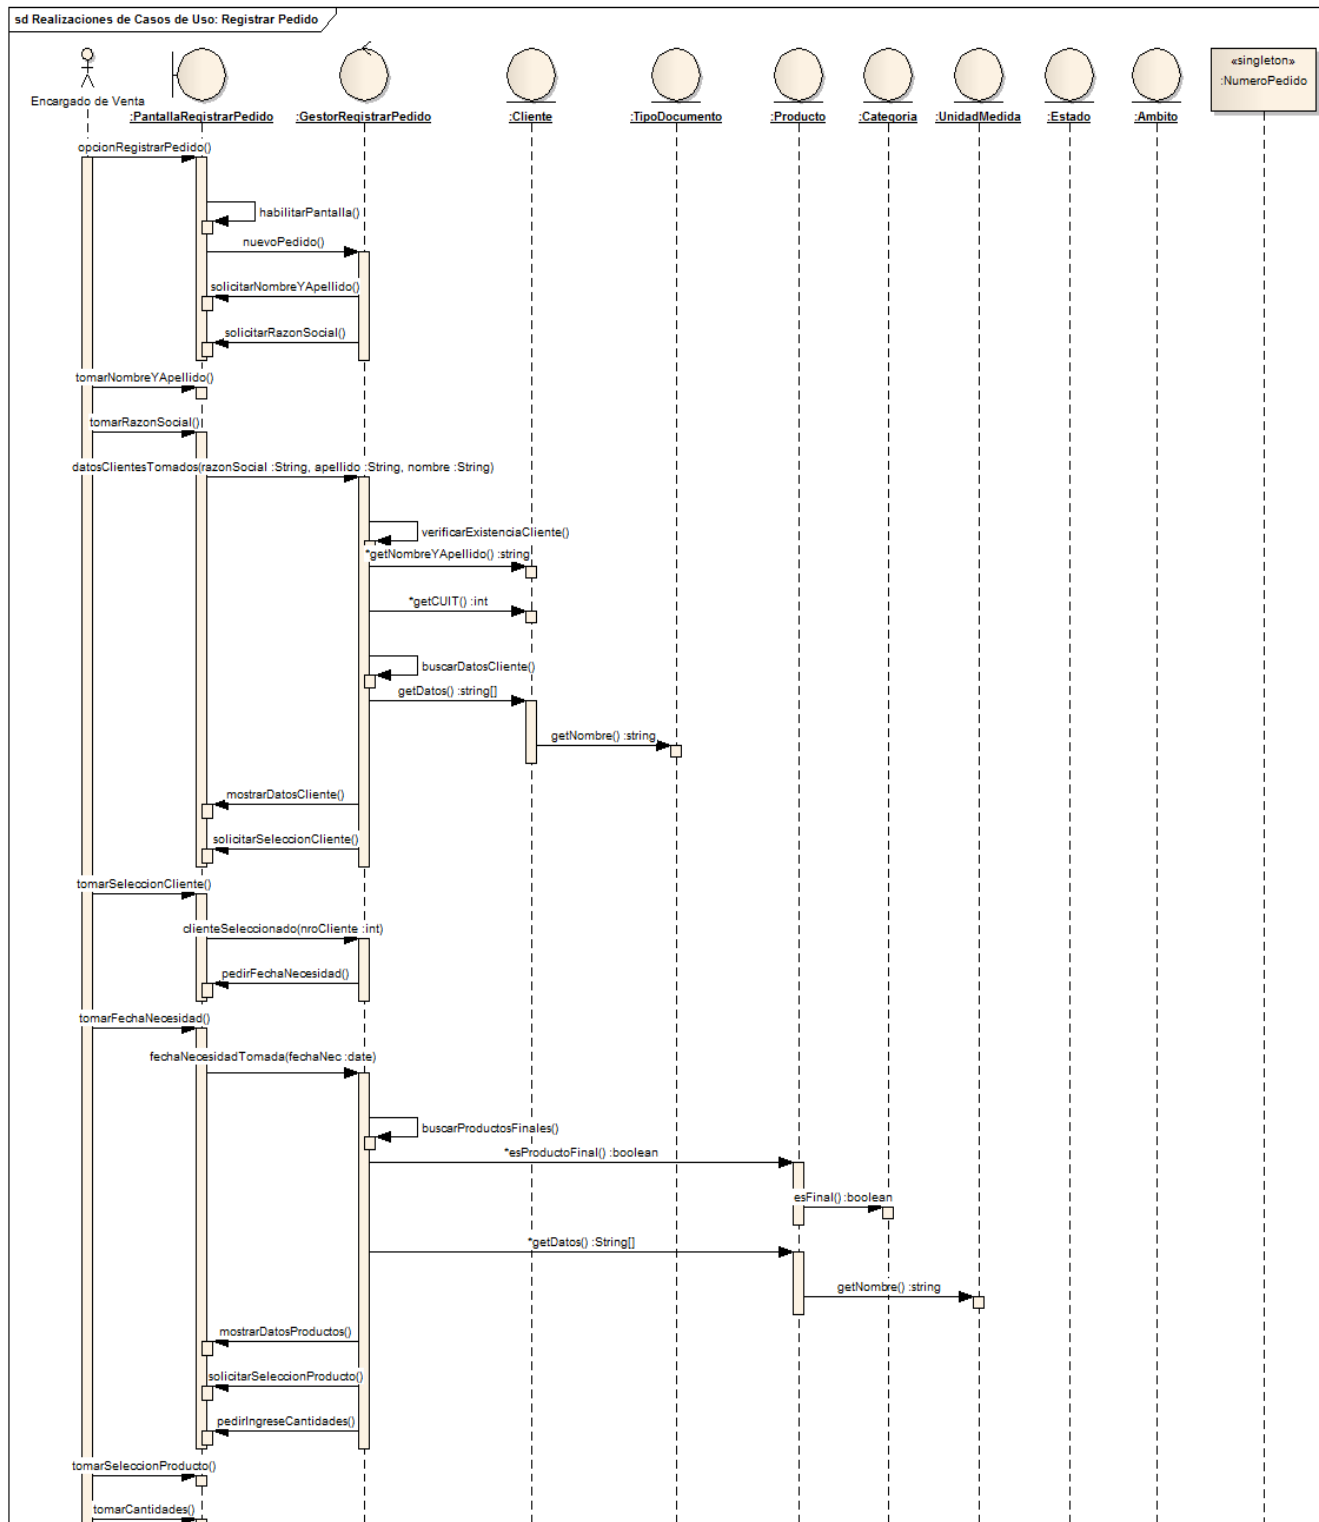 sd Realizaciones de Casos de Uso: Registrar Pedido
Encargado de Venta
:PantallaRegistrarPedido
:GestorRegistrarPedido
:Cliente
:TipoDocumento
:Producto
:Categoria
:UnidadMedida
:Estado
:Ambito
«singleton»
:NumeroPedido
opcionRegistrarPedido()
habilitarPantalla()
nuevoPedido()
solicitarNombreYApellido()
solicitarRazonSocial()
tomarNombreYApellido()
tomarRazonSocial()
datosClientesTomados(razonSocial :String, apellido :String, nombre :String)
verificarExistenciaCliente()
*getNombreYApellido() :string
*getCUIT() :int
buscarDatosCliente()
getDatos() :string[]
getNombre() :string
mostrarDatosCliente()
solicitarSeleccionCliente()
tomarSeleccionCliente()
clienteSeleccionado(nroCliente :int)
pedirFechaNecesidad()
tomarFechaNecesidad()
fechaNecesidadTomada(fechaNec :date)
buscarProductosFinales()
*esProductoFinal() :boolean
esFinal() :boolean
*getDatos() :String[]
getNombre() :string
mostrarDatosProductos()
solicitarSeleccionProducto()
pedirIngreseCantidades()
tomarSeleccionProducto()
tomarCantidades()